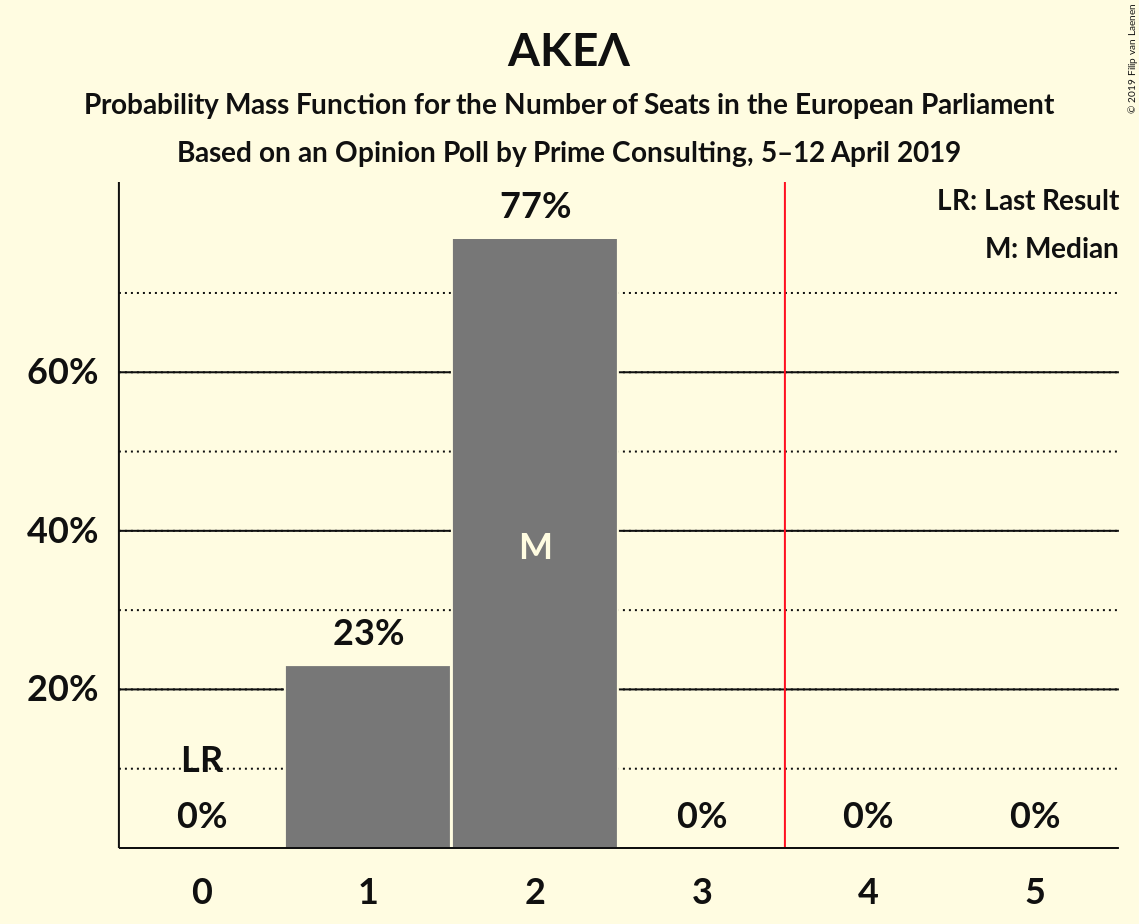 ΑΚΕΛ
Probability Mass Function for the Number of Seats in the European Parliament
Based on an Opinion Poll by Prime Consulting, 5–12 April 2019
© 2019 Filip van Laenen
LR: Last Result
M: Median
77%
60%
40%
M
23%
20%
LR
0%
0%
0%
0%
0 1 2 3 4 5